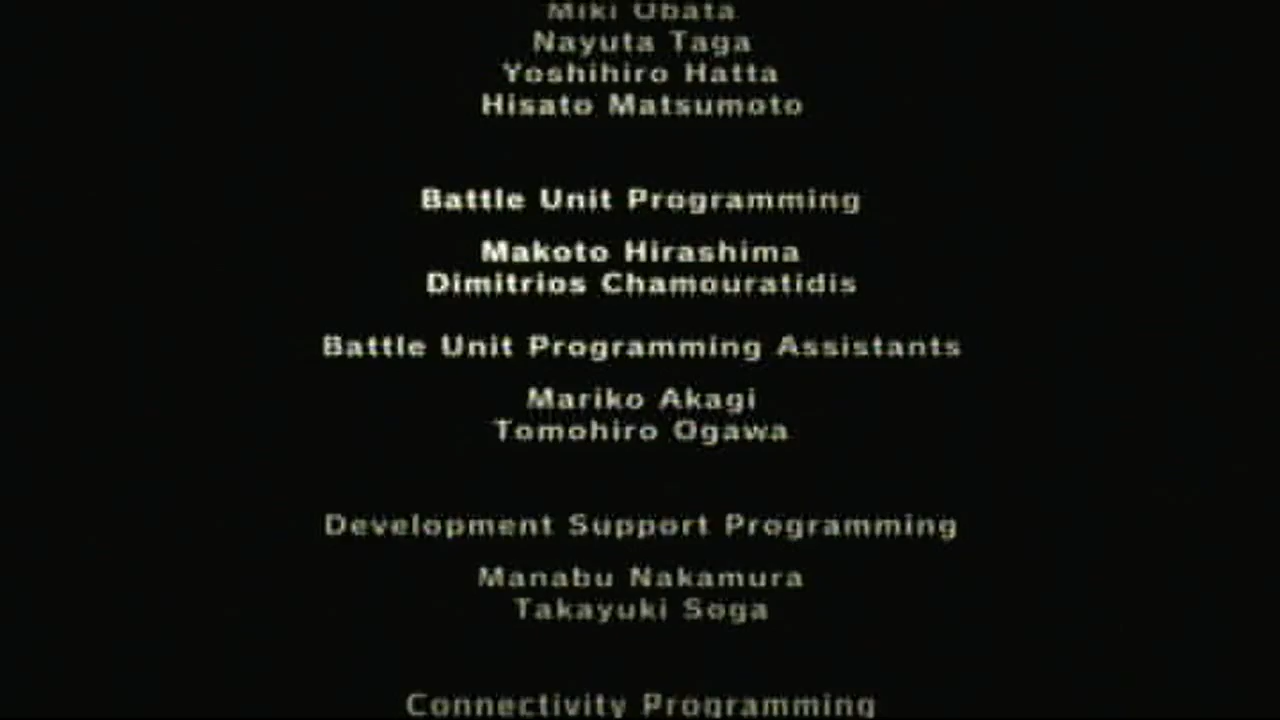 Miki Obata
Nayuta Taga
Yoshihiro Hatta
Hisato Matsumoto
Battle Unit Programming
Makoto Hirashima
Dimitrios Chamouratidis
Battle Unit Programming Assistants
Mariko Akagi
Tomohiro Ogawa
Development Support Programming
Manabu Nakamura
Takayuki Soga
Connectivity Programming